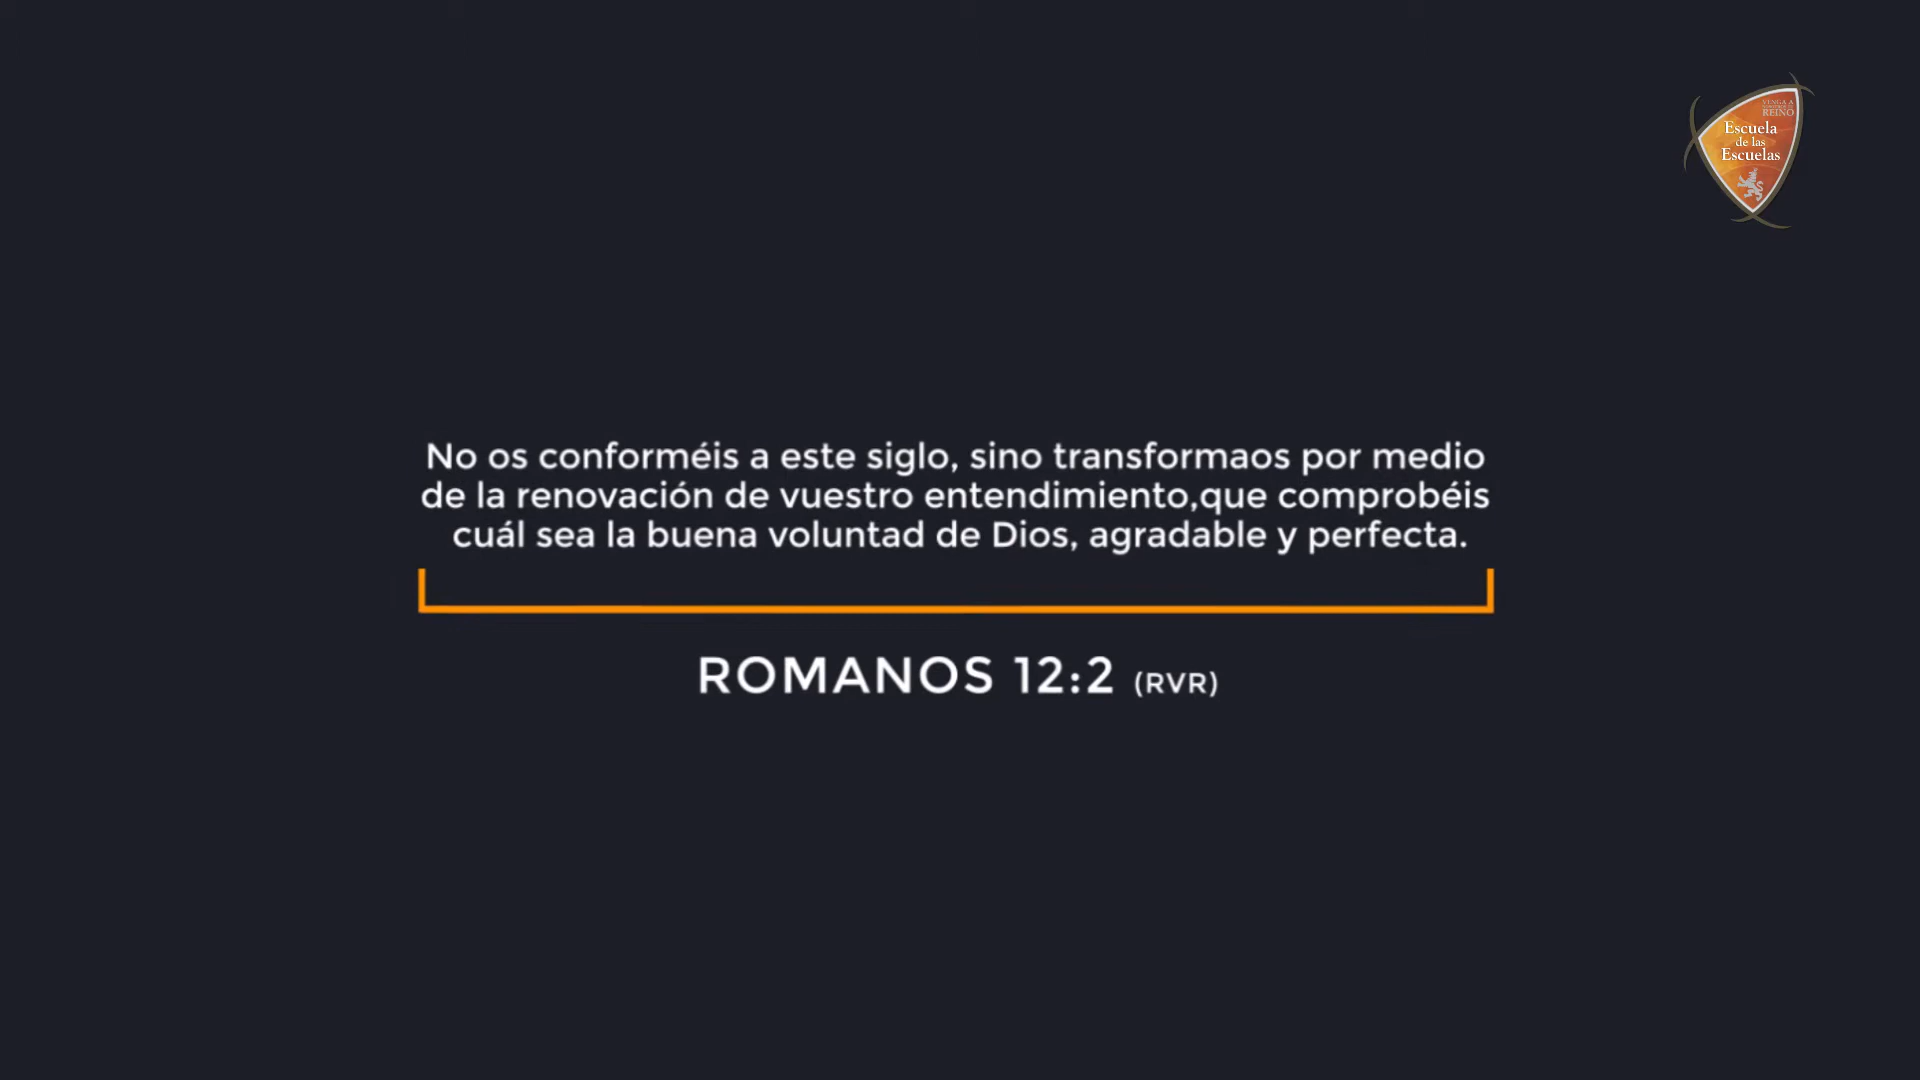 VENGA A
REINO
Escuela
de las
Escuelas
No os conforméis a este siglo, sino transformaos por medio
de la renovación de vuestro entendimiento,que comprobéis
cuál sea la buena voluntad de Dios, agradable y perfecta.
ROMANOS 12:2 (RVR)